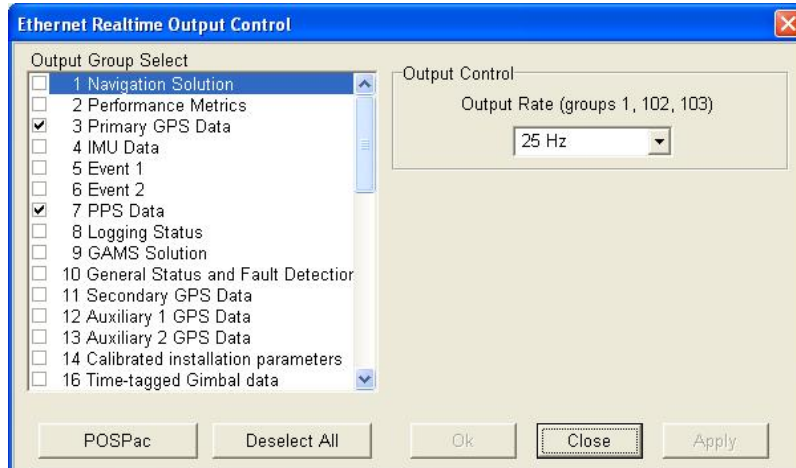 Ethernet Realtime Output Control
Output Group Select
1 Navigation Solution
2 Performance Metrics
3 Primary GPS Data
4 IMU Data
5 Event 1
6 Event 2
7 PPS Data
8 Logging Status
9 GAMS Solution
10 General Status and Fault Detection
11 Secondary GPS Data
12 Auxiliary 1 GPS Data
13 Auxiliary 2 GPS Data
14 Calibrated installation parameters
16 Time-tagged Gimbal data
Output Control
Output Rate (groups 1, 102, 103)
25 Hz
POSPac
Deselect All
Ok
Close
Apply